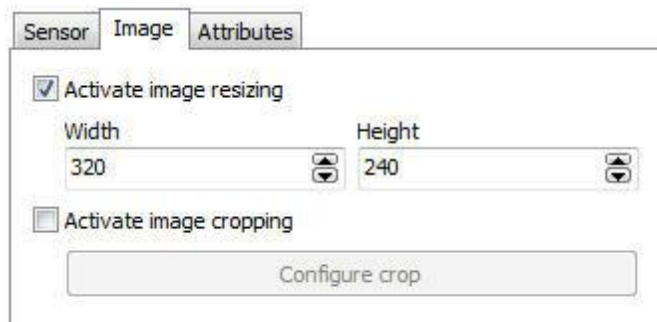 Sensor Image Attributes
Activate image resizing
Width Height
320 240
Activate image cropping
Configure crop